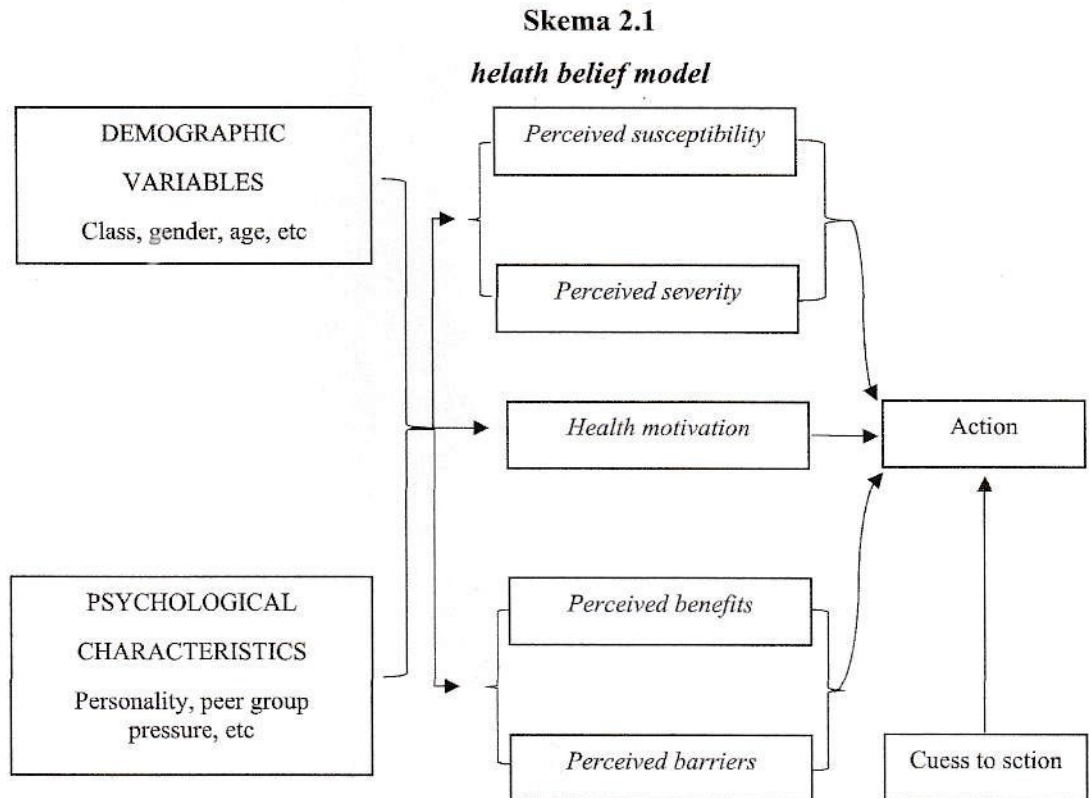 Skema 2.1
helath belief model
DEMOGRAPHIC
VARIABLES
Class, gender, age, etc
PSYCHOLOGICAL
CHARACTERISTICS
Personality, peer group
pressure, etc
Perceived susceptibility
Perceived severity
Health motivation
Perceived benefits
Perceived barriers
Action
Cuess to sction